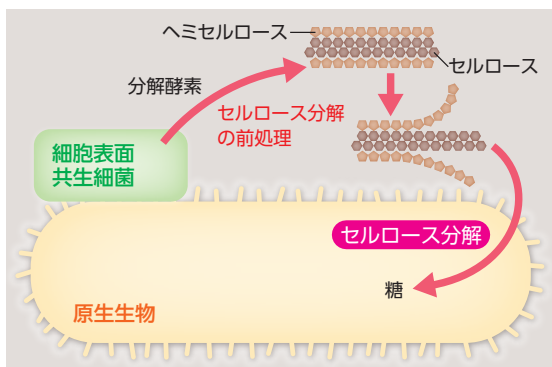 ヘミセルロース
セルロース
分解酵素
セルロース分解
の前処理
細胞表面
共生細菌
セルロース分解
糖
原生生物